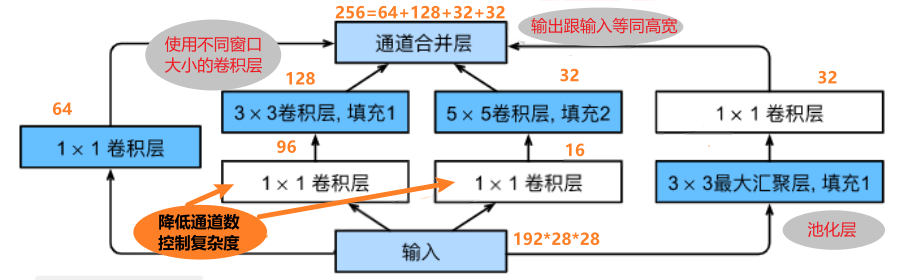 256=64+128+32+32
通道合并层
输出跟输入等同高宽
使用不同窗口
大小的卷积层
128
32
32
64
3 × 3卷积层, 填充1
5 × 5卷积层, 填充2
1 × 1 卷积层
1 × 1 卷积层
96
16
1 × 1 卷积层
1 × 1 卷积层
3 × 3最大汇聚层, 填充1
降低通道数
控制复杂度
输入
192*28*28
池化层